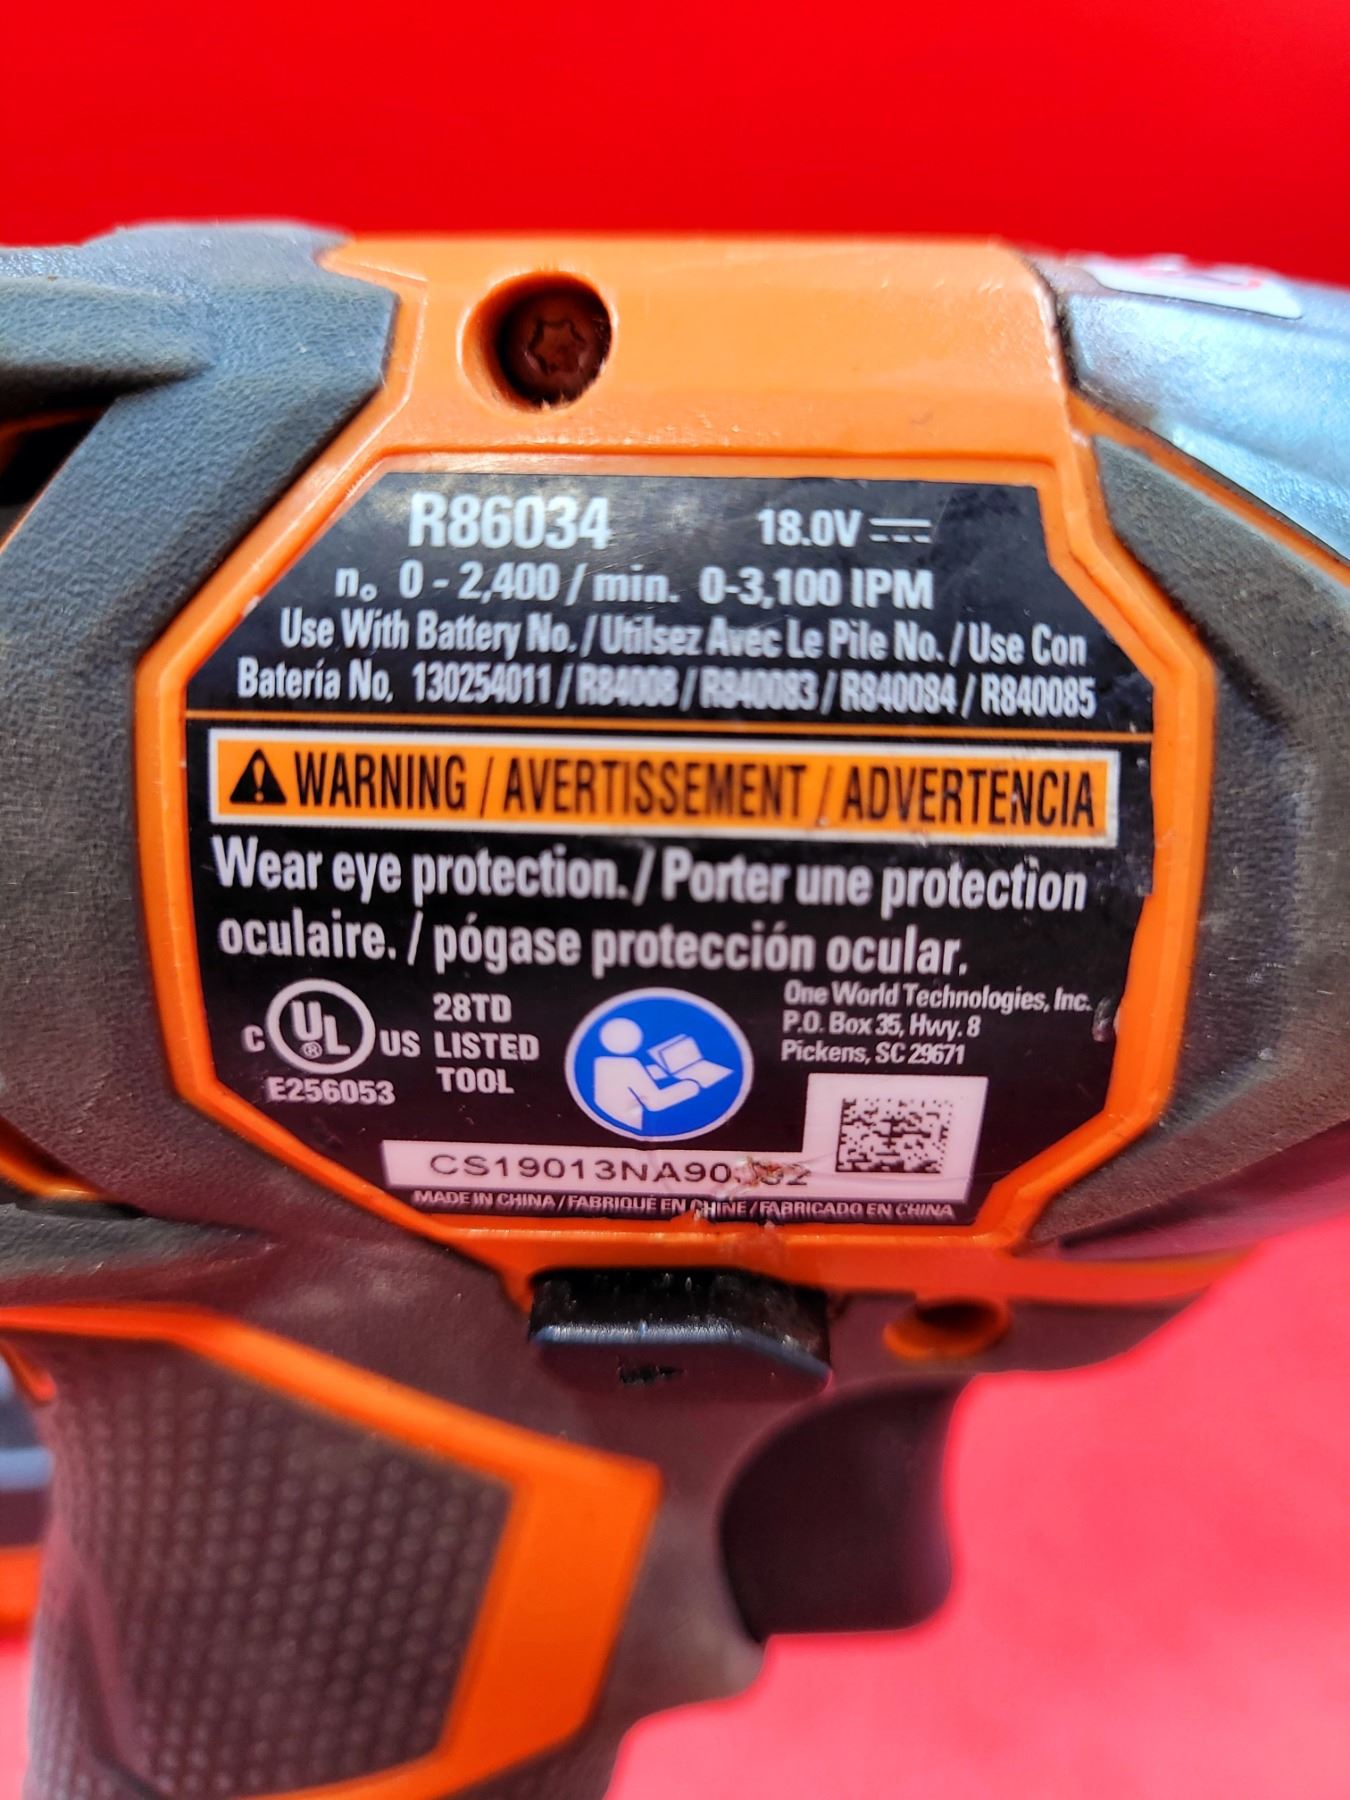 R86034 18.0V
n₀ 0 - 2,400 / min. 0-3,100 IPM
Use With Battery No. / Utilsez Avec Le Pile No. / Use Con
Batería No. 130254011 / R84008 / R840083 / R840084 / R840085
WARNING / AVERTISSEMENT / ADVERTENCIA
Wear eye protection. / Porter une protection
oculaire. / pógase protección ocular.
C UL ® US
E256053
28TD
LISTED
TOOL
One World Technologies, Inc.
P.O. Box 35, Hwy. 8
Pickens, SC 29671
MADE IN CHINA / FABRIQUÉ EN CHINE / FABRICADO EN CHINA